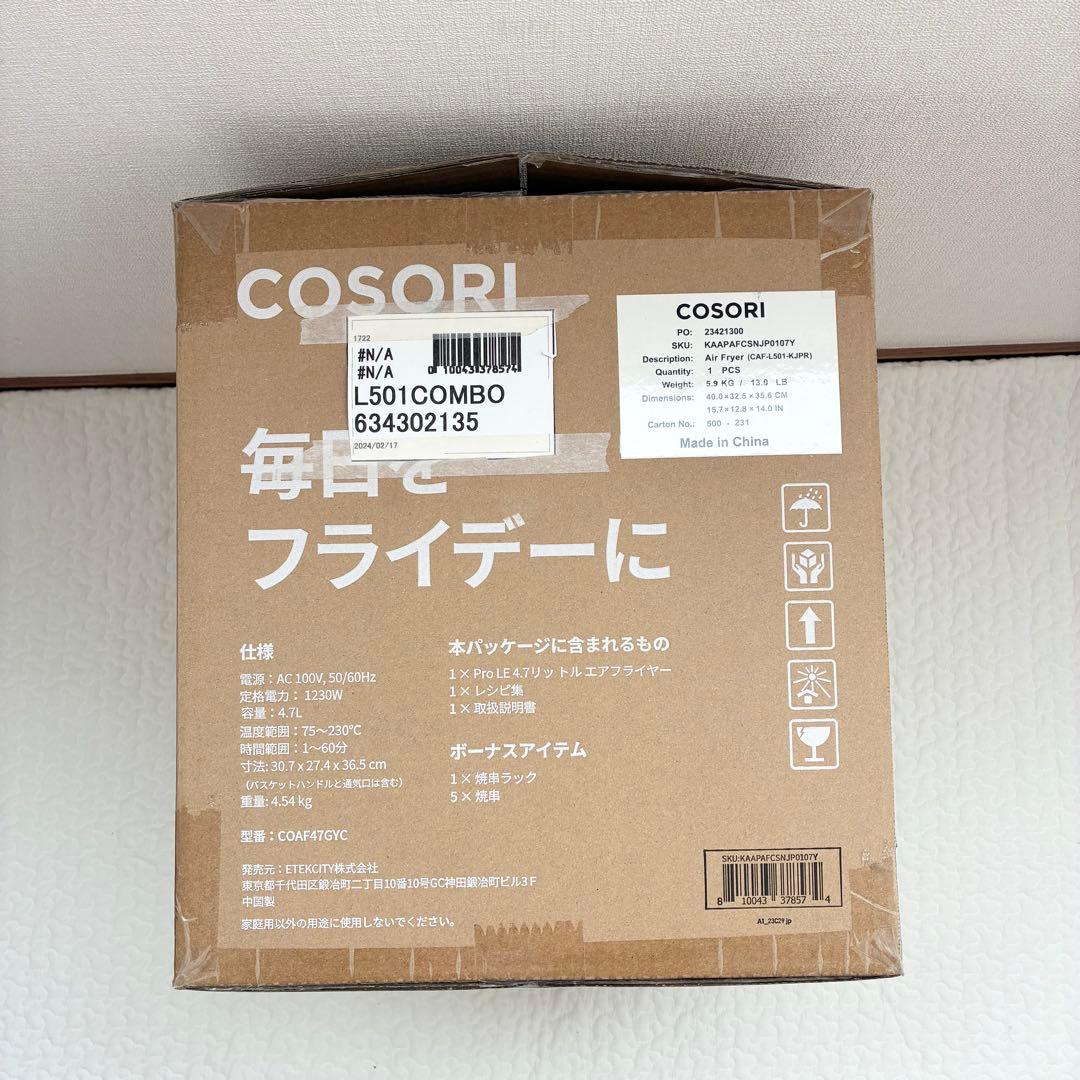 COSORI
1722
#N/A
#N/A
0 10043 37857 4
L501COMBO
634302135
2024/02/17
COSORI
PO: 23421300
SKU: KAAPAFCSNJP0107Y
Description: Air Fryer (CAF-L501-KJPR)
Quantity: 1 PCS
Weight: 5.9 KG / 13.0 LB
Dimensions: 40.0×32.5×35.6 CM
15.7×12.8×14.0 IN
Carton No.: 500 - 231
Made in China
毎日を
フライデーに
仕様
電源：AC 100V, 50/60Hz
定格電力： 1230W
容量：4.7L
温度範囲：75～230℃
時間範囲：1～60分
寸法: 30.7 x 27.4 x 36.5 cm
（バスケットハンドルと通気口は含む）
重量: 4.54 kg
型番：COAF47GYC
本パッケージに含まれるもの
1× Pro LE 4.7リットル エアフライヤー
1× レシピ集
1× 取扱説明書
ボーナスアイテム
1× 焼串ラック
5× 焼串
発売元：ETEKCITY株式会社
東京都千代田区鍛冶町二丁目10番10号GC神田鍛冶町ビル3F
中国製
家庭用以外の用途に使用しないでください。
SKU:KAAPAFCSNJP0107Y
8 10043 37857 4
A1_23C29 jp